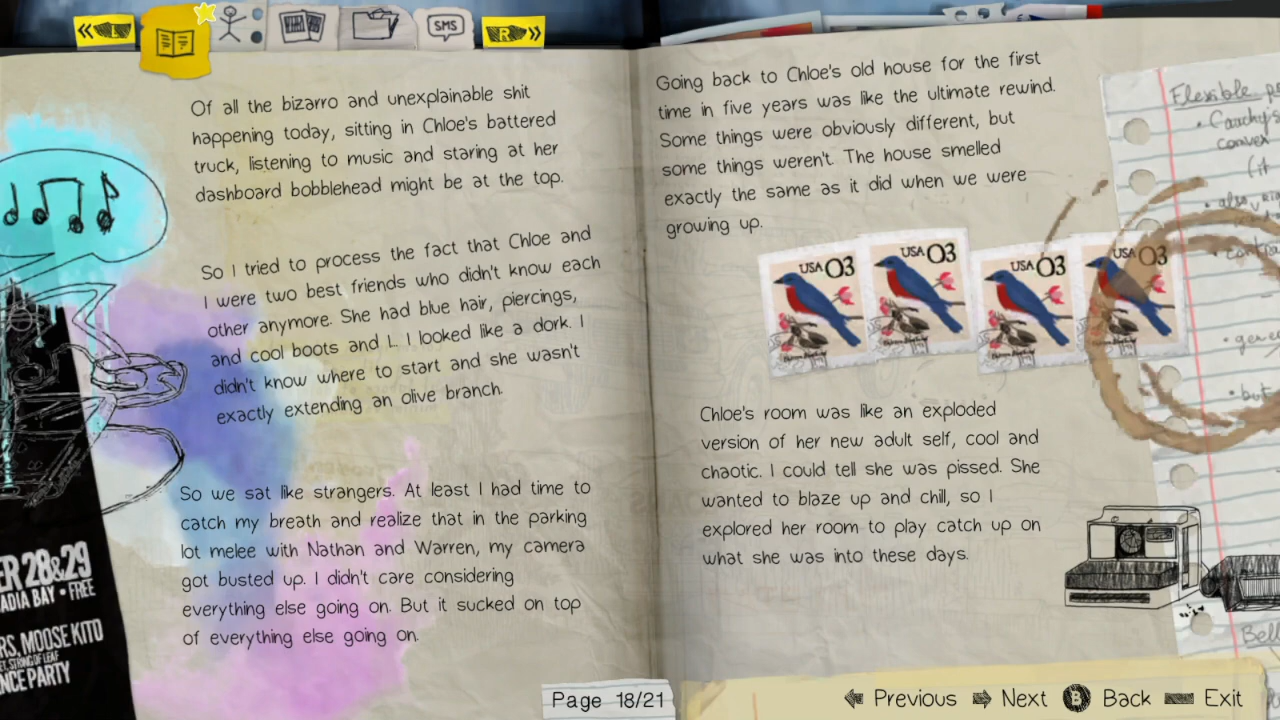 L
SMS
R
Of all the bizarro and unexplainable shit
happening today, sitting in Chloe's battered
truck, listening to music and staring at her
dashboard bobblehead might be at the top.
So I tried to process the fact that Chloe and
I were two best friends who didn't know each
other anymore. She had blue hair, piercings,
and cool boots and I... I looked like a dork. I
didn't know where to start and she wasn't
exactly extending an olive branch.
So we sat like strangers. At least I had time to
catch my breath and realize that in the parking
lot melee with Nathan and Warren, my camera
got busted up. I didn't care considering
everything else going on. But it sucked on top
of everything else going on.
ER 28&29
ADIA BAY • FREE
RS, MOOSE KITO
ET, STRING OF LEAF
NCE PARTY
Going back to Chloe's old house for the first
time in five years was like the ultimate rewind.
Some things were obviously different, but
some things weren't. The house smelled
exactly the same as it did when we were
growing up.
USA 03
USA 03
USA 03
USA 03
Chloe's room was like an exploded
version of her new adult self, cool and
chaotic. I could tell she was pissed. She
wanted to blaze up and chill, so I
explored her room to play catch up on
what she was into these days.
Flexible
• Cauchy's
(it
• also
• but
Bell
Page 18/21
Previous Next B Back Exit